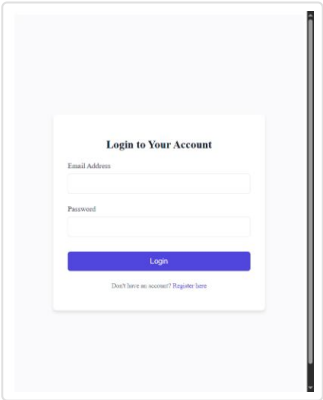 Login to Your Account
Email Address
Password
Login
Don't have an account? Register here